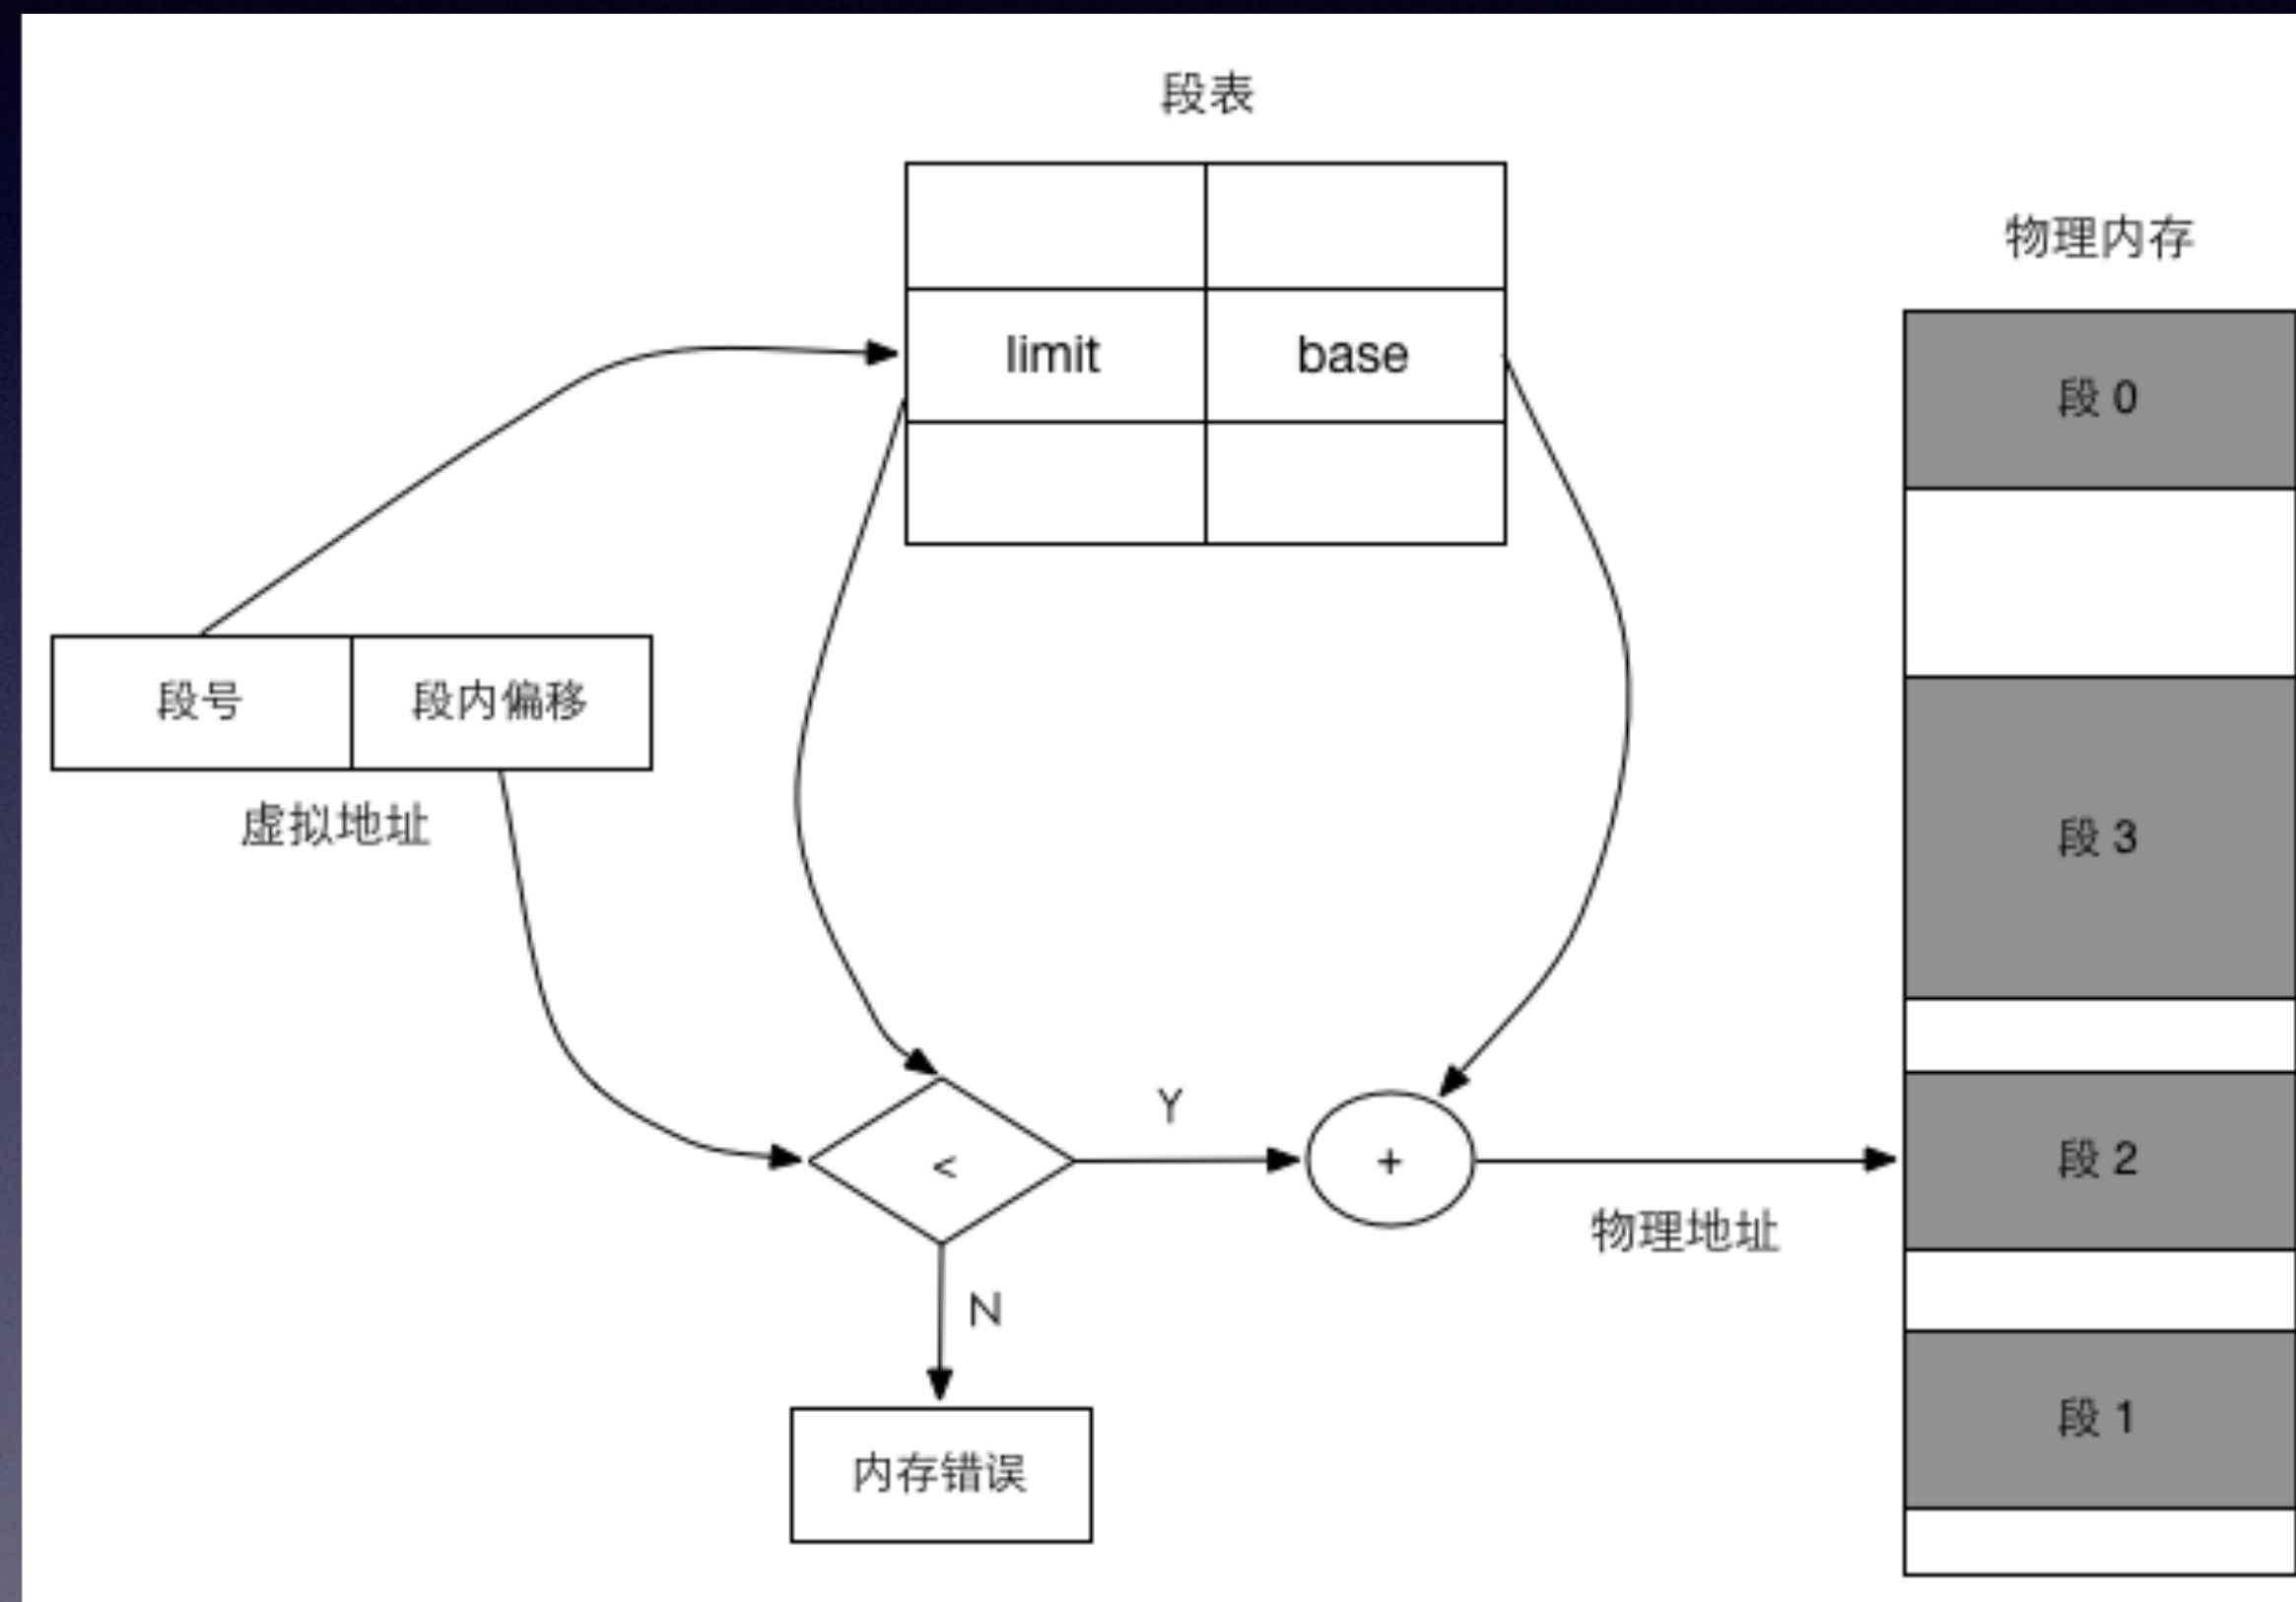 段表
物理内存
limit
base
段 0
段号
段内偏移
虚拟地址
段 3
Y
<
+
段 2
物理地址
N
段 1
内存错误